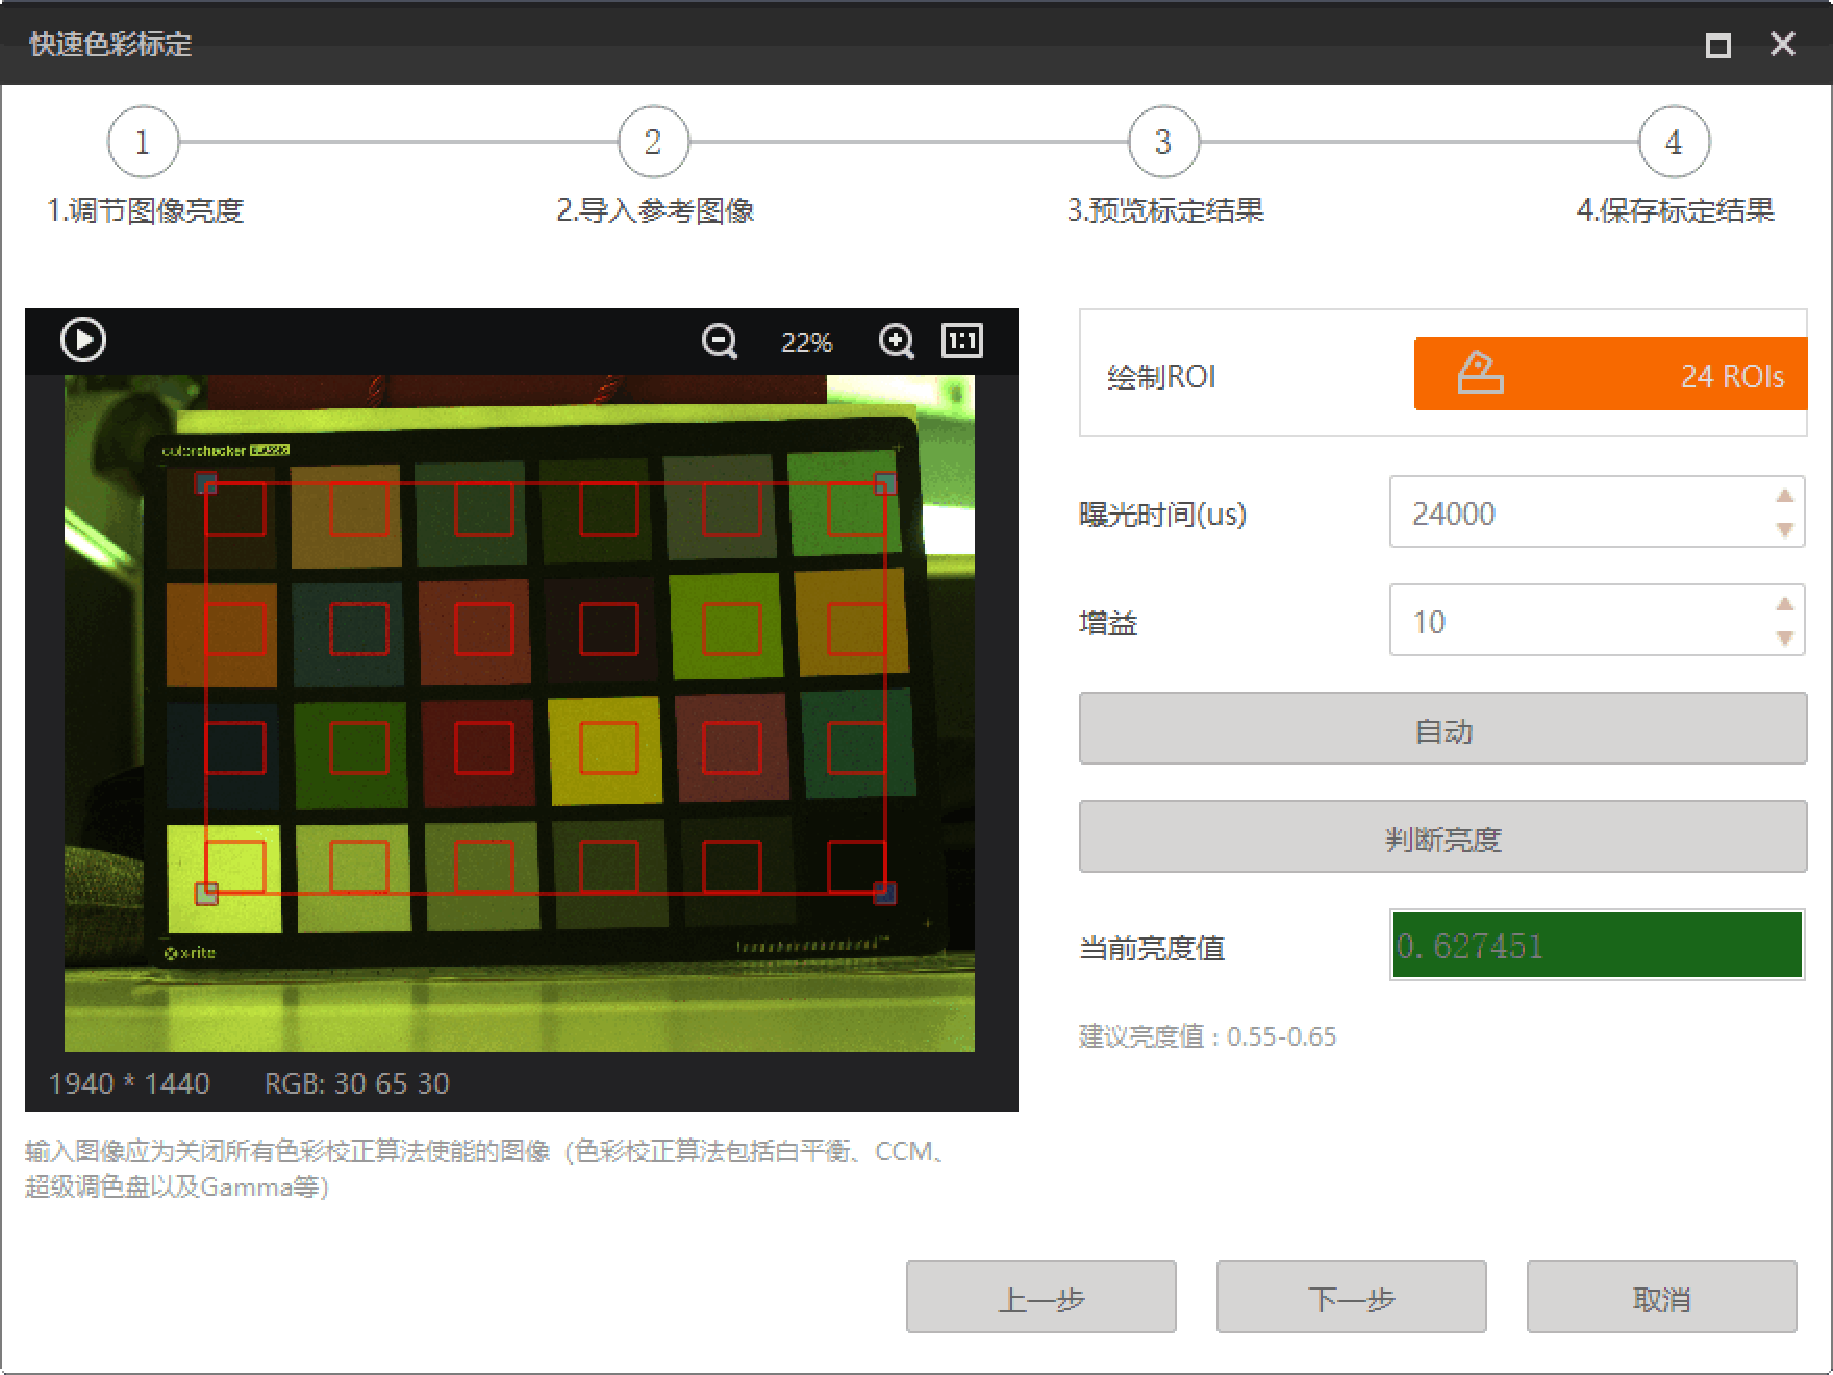 快速色彩标定
1
2
3
4
1.调节图像亮度
2.导入参考图像
3.预览标定结果
4.保存标定结果
22%
1:1
colorchecker CLASSIC
x-rite
1940 * 1440 RGB: 30 65 30
输入图像应为关闭所有色彩校正算法使能的图像（色彩校正算法包括白平衡、CCM、
超级调色盘以及Gamma等）
绘制ROI
24 ROIs
曝光时间(us)
24000
增益
10
自动
判断亮度
当前亮度值
0.627451
建议亮度值 : 0.55-0.65
上一步
下一步
取消